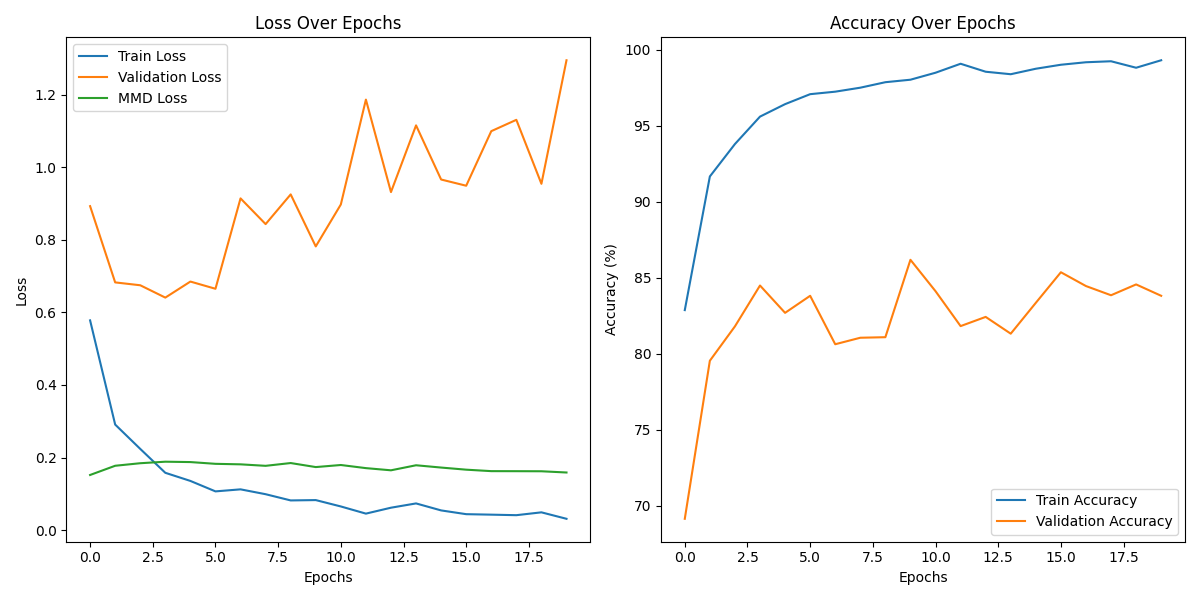 Loss Over Epochs
Train Loss
Validation Loss
MMD Loss
Loss
1.2
1.0
0.8
0.6
0.4
0.2
0.0
0.0 2.5 5.0 7.5 10.0 12.5 15.0 17.5
Epochs
Accuracy Over Epochs
Accuracy (%)
100
95
90
85
80
75
70
Train Accuracy
Validation Accuracy
0.0 2.5 5.0 7.5 10.0 12.5 15.0 17.5
Epochs